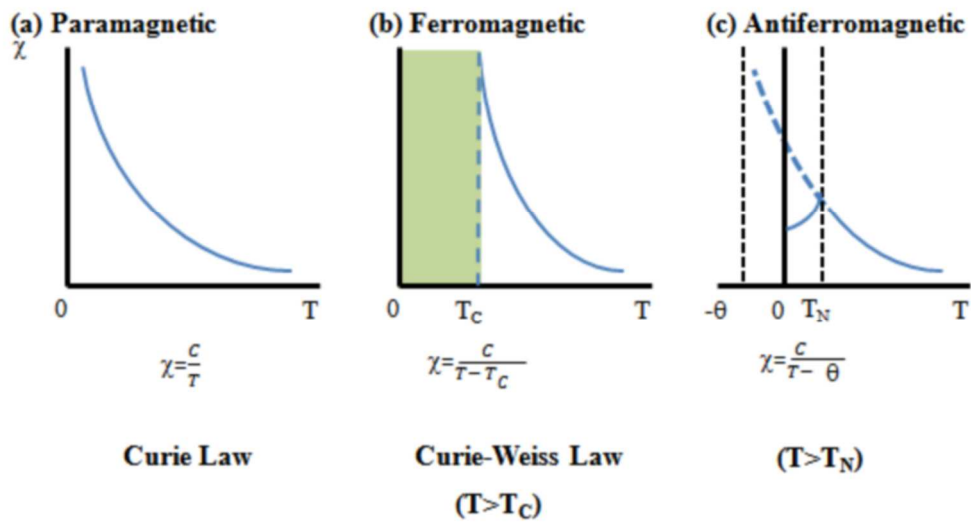 (a) Paramagnetic
(b) Ferromagnetic
(c) Antiferromagnetic
χ
0 T
0 T_C T
-θ 0 T_N T
χ=C/T
χ=C/(T-T_C)
χ=C/(T- θ)
Curie Law
Curie-Weiss Law
(T>T_C)
(T>T_N)